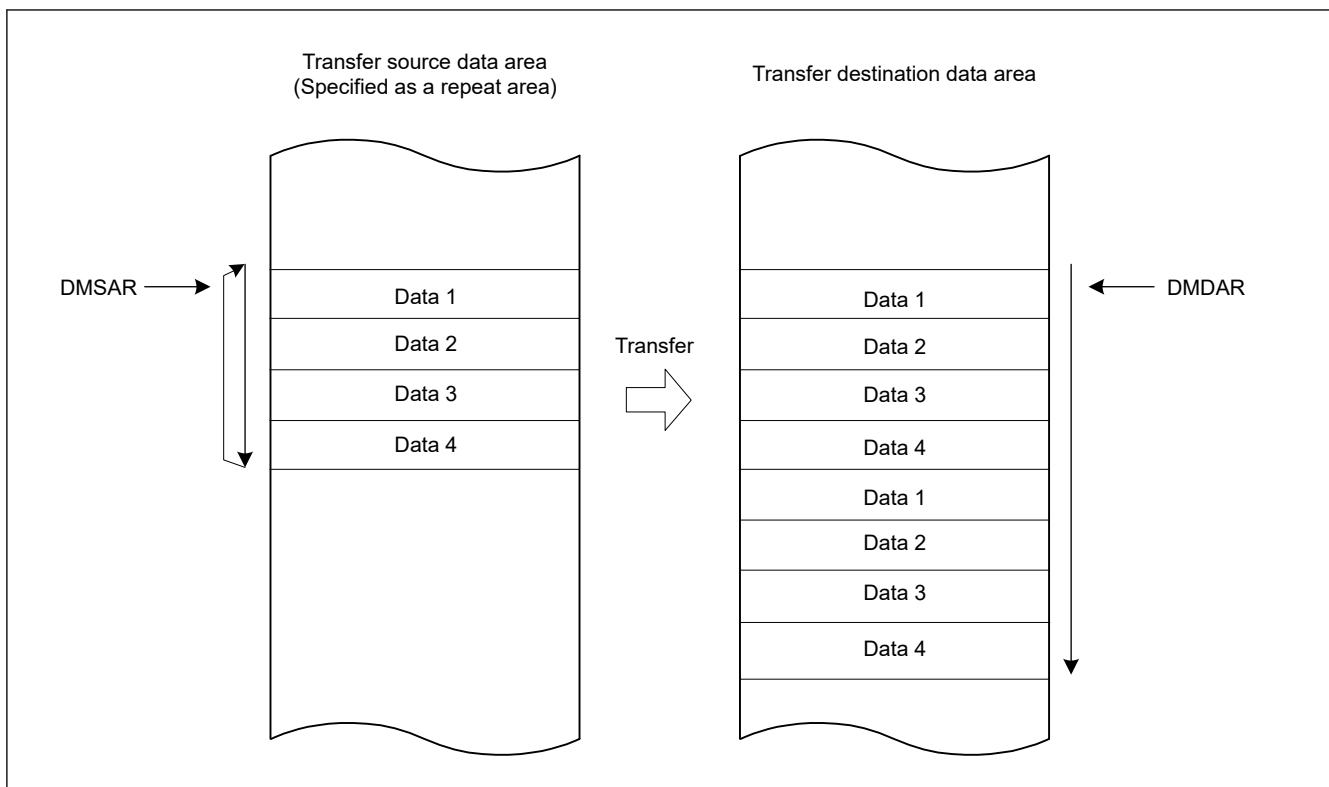 Transfer source data area
(Specified as a repeat area)
Transfer destination data area
DMSAR
Data 1
Data 2
Data 3
Data 4
Transfer
Data 1
Data 2
Data 3
Data 4
Data 1
Data 2
Data 3
Data 4
DMDAR